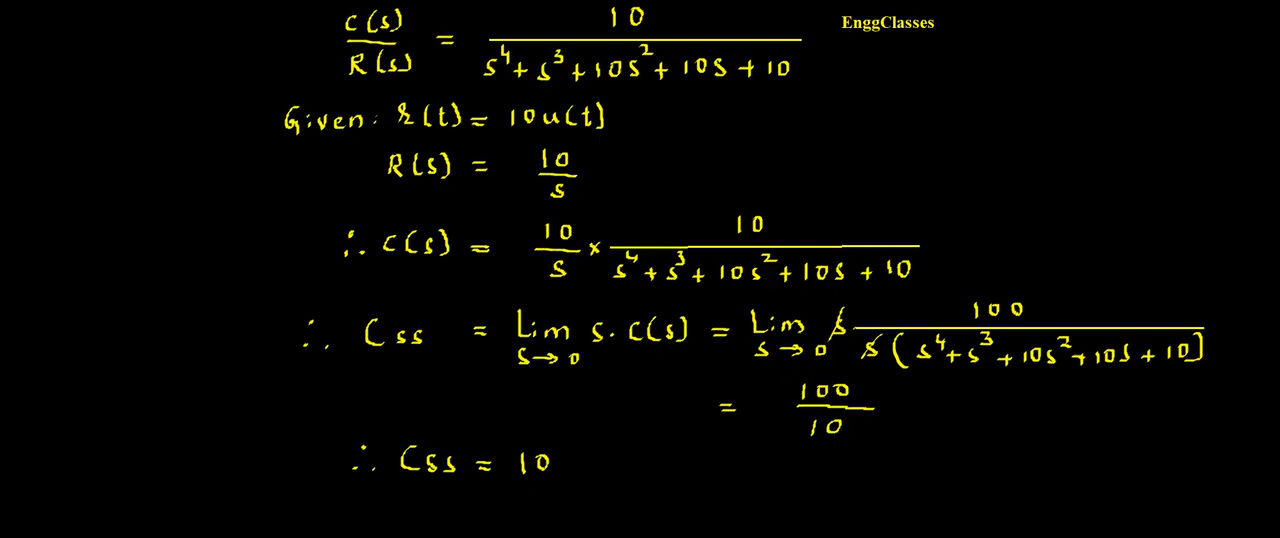 EnggClasses
C(s)/R(s) = 10/(s⁴ + s³ + 10s² + 10s + 10)
Given: r(t) = 10u(t)
R(s) = 10/s
∴ C(s) = 10/s × 10/(s⁴ + s³ + 10s² + 10s + 10)
∴ Css = Lim s→0 s. C(s) = Lim s→0 s 100/(s(s⁴ + s³ + 10s² + 10s + 10))
= 100/10
∴ Css = 10